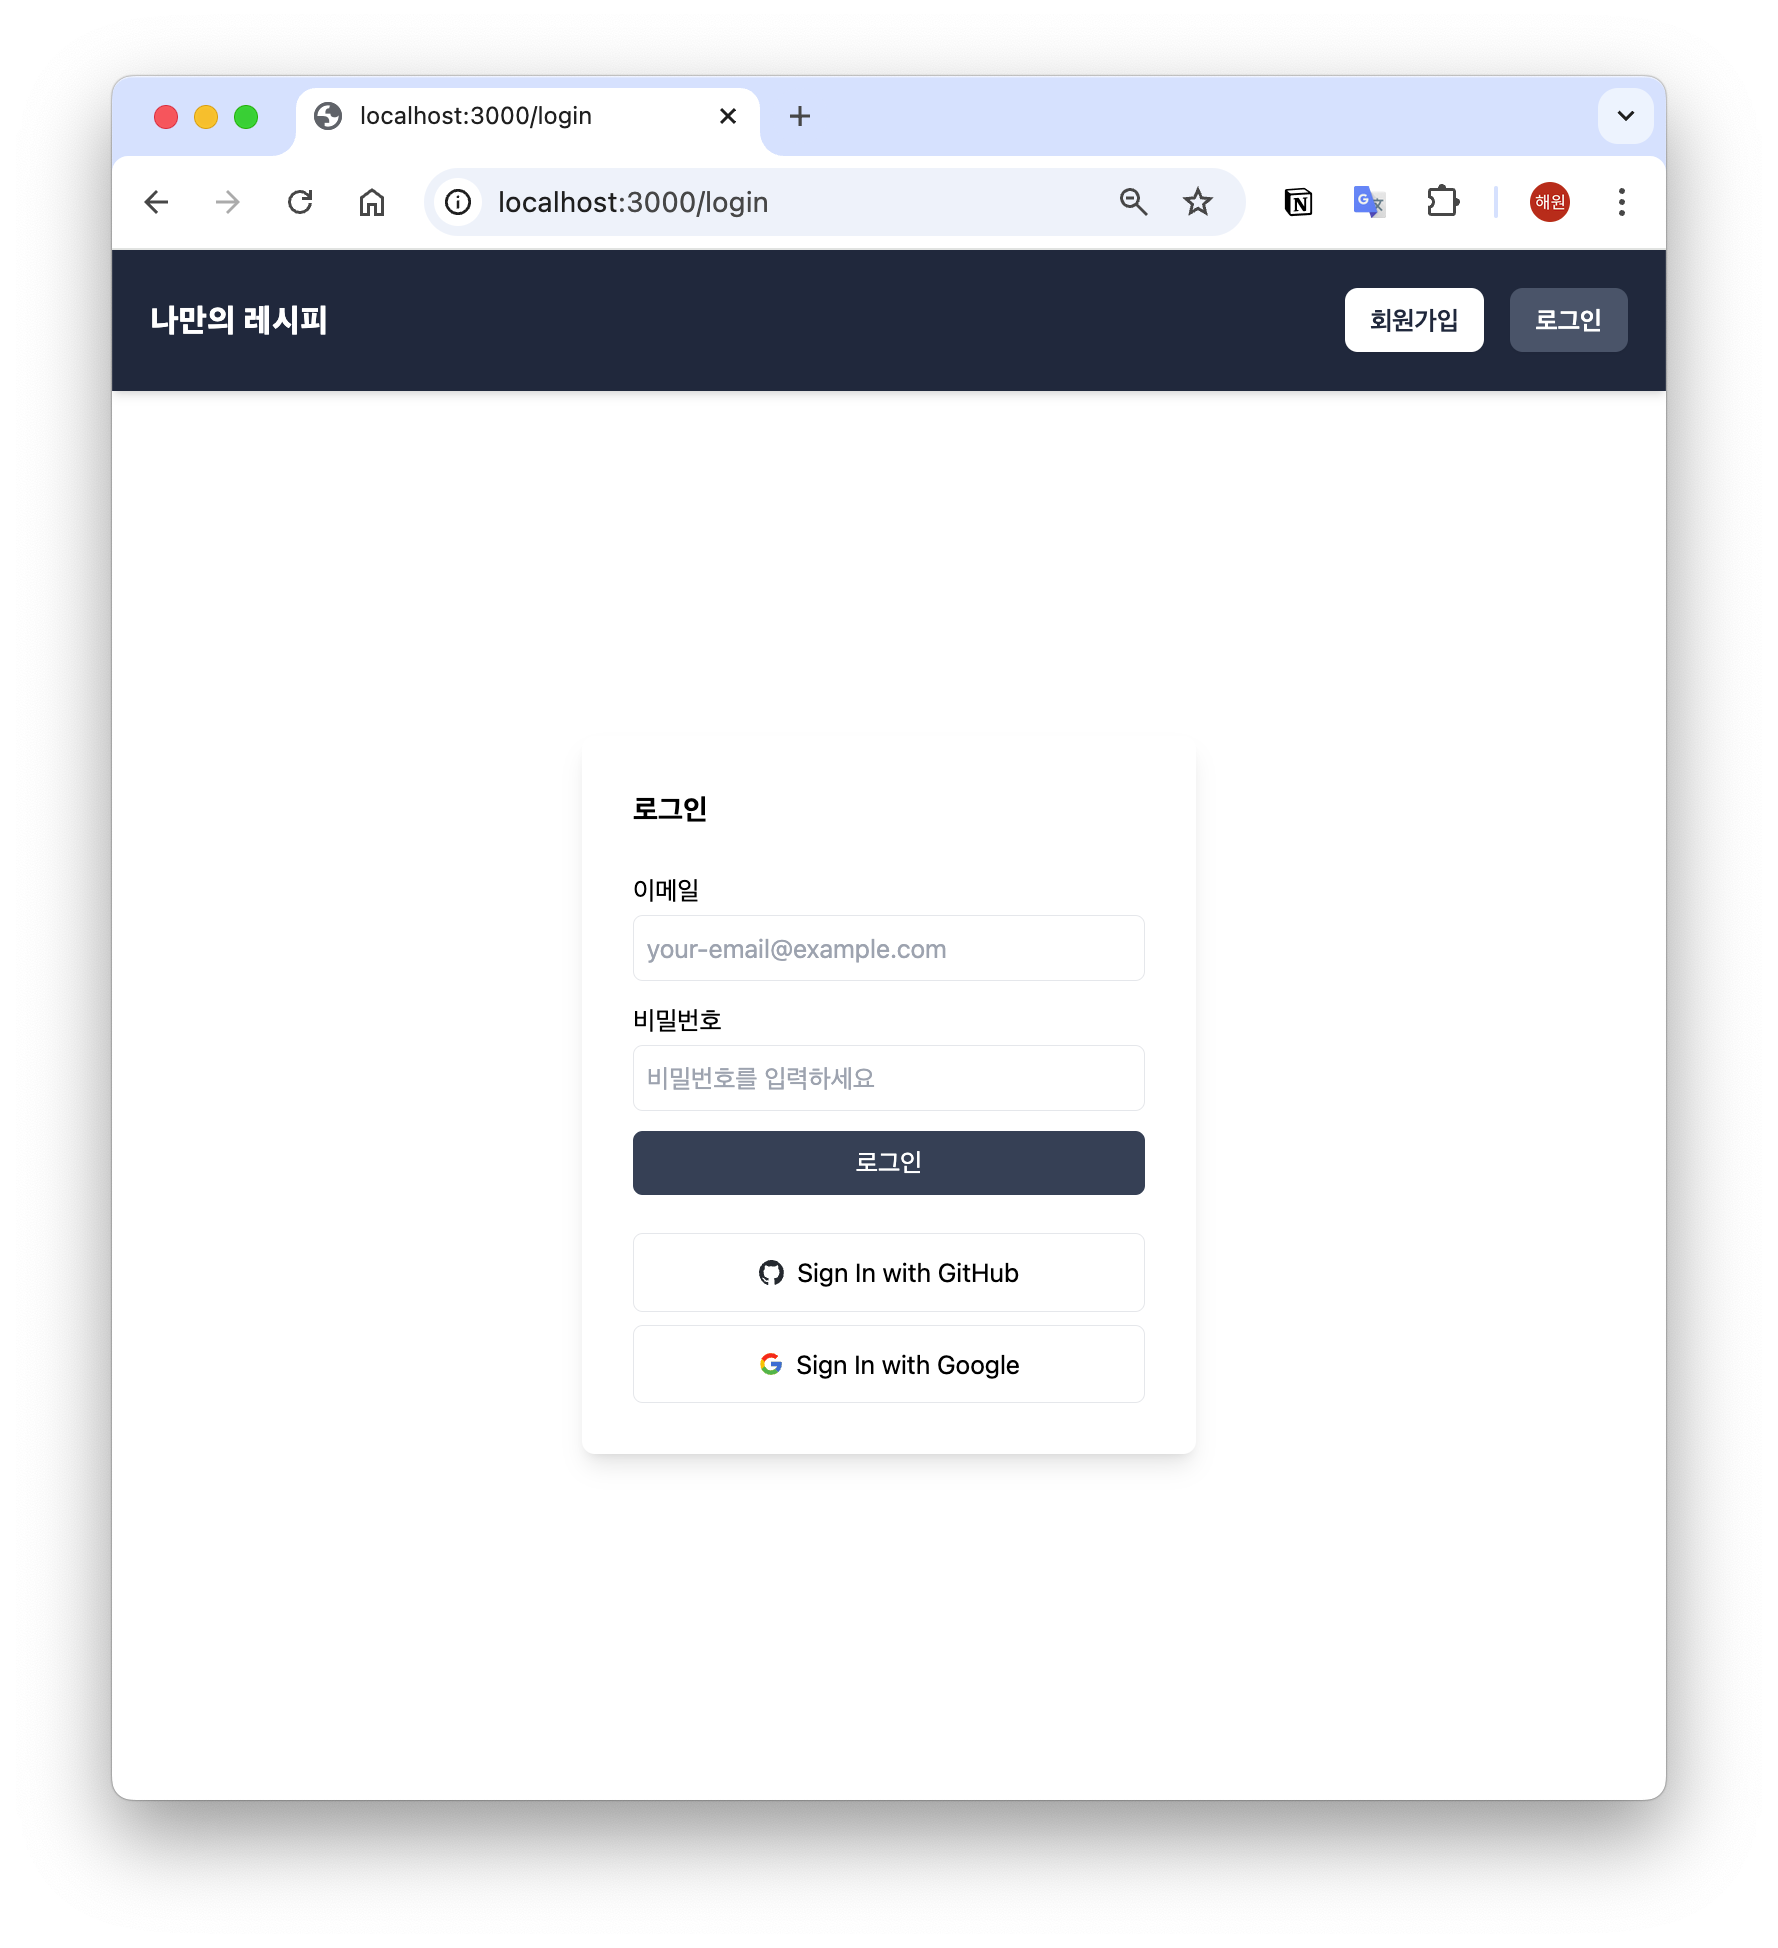 localhost:3000/login
localhost:3000/login
해원
나만의 레시피
회원가입
로그인
로그인
이메일
your-email@example.com
비밀번호
비밀번호를 입력하세요
로그인
Sign In with GitHub
Sign In with Google